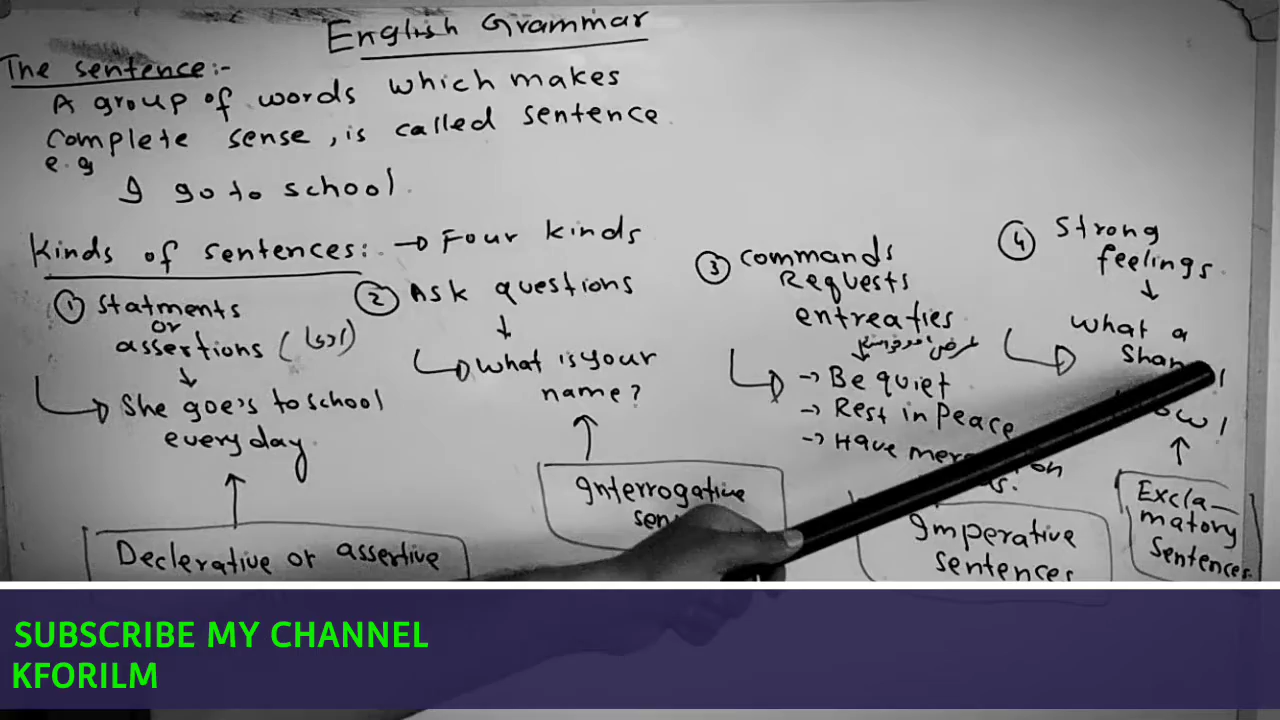 English Grammar
The sentence:-
A group of words which makes
complete sense, is called sentence
e.g
I go to school.
Kinds of sentences: → Four kinds
① Statments
or
assertions (دعوا)
She goe's to school
every day.
Declerative or assertive
② Ask questions
What is your
name?
Interrogative
③ commands
Requests
entreaties
→ Be quiet
→ Rest in Peace
→ Have on
Imperative
sentences
④ Strong
feelings.
What a
!
!
Excla-
matory
Sentences.
SUBSCRIBE MY CHANNEL
KFORILM